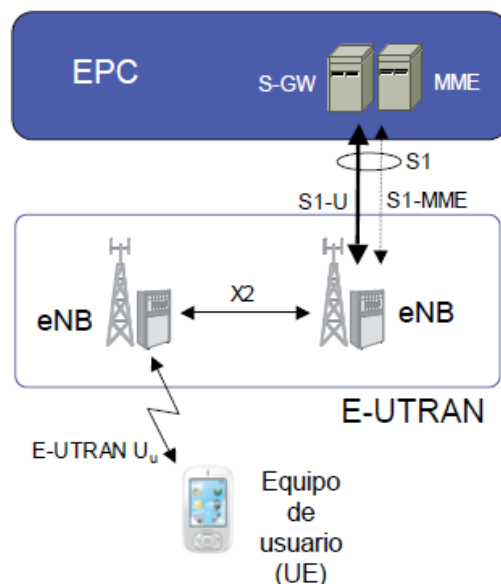 EPC
S-GW
MME
S1
S1-U
S1-MME
X2
eNB
eNB
E-UTRAN
E-UTRAN Uu
Equipo
de
usuario
(UE)